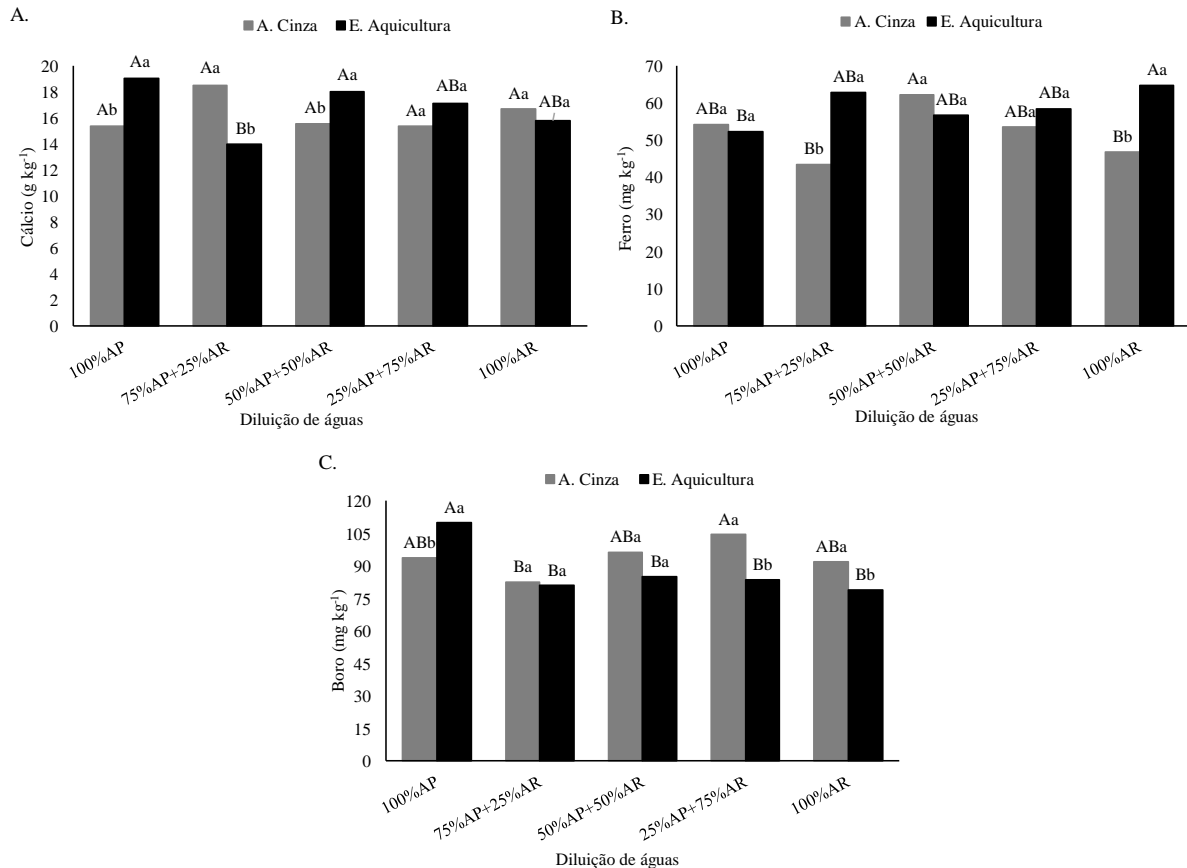 A.
A. Cinza E. Aquicultura
Cálcio (g kg-1)
20
18
16
14
12
10
8
6
4
2
0
Ab Aa Aa Bb Ab Aa Aa ABa Aa ABa
100%AP 75%AP+25%AR 50%AP+50%AR 25%AP+75%AR 100%AR
Diluição de águas
B.
A. Cinza E. Aquicultura
Ferro (mg kg-1)
70
60
50
40
30
20
10
0
ABa Ba Bb ABa Aa ABa ABa ABa Bb Aa
100%AP 75%AP+25%AR 50%AP+50%AR 25%AP+75%AR 100%AR
Diluição de águas
C.
A. Cinza E. Aquicultura
Boro (mg kg-1)
120
105
90
75
60
45
30
15
0
ABb Aa Ba Ba ABa Ba Aa Bb ABa Bb
100%AP 75%AP+25%AR 50%AP+50%AR 25%AP+75%AR 100%AR
Diluição de águas